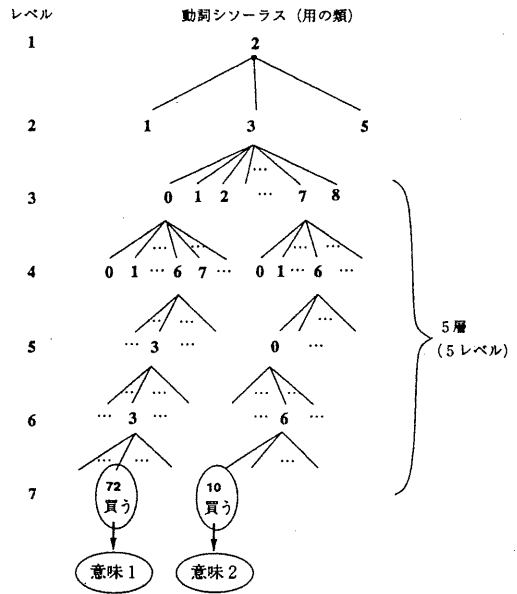 レベル 動詞シソーラス（用の類）
1 2
2 1 3 5
3 0 1 2 … 7 8
…
… … …
4 0 1 … 6 7 … 0 1 … 6 …
… … …
5 … 3 … 0 …
… … …
6 … 3 … … 6 …
… … …
7 72 10
買う 買う
意味1 意味2
5層
（5レベル）